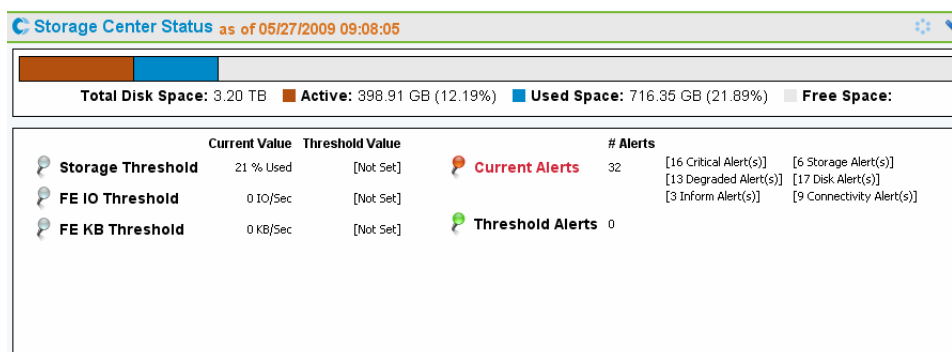 Storage Center Status as of 05/27/2009 09:08:05
Total Disk Space: 3.20 TB Active: 398.91 GB (12.19%) Used Space: 716.35 GB (21.89%) Free Space:
Current Value Threshold Value # Alerts
Storage Threshold 21 % Used [Not Set] Current Alerts 32 [16 Critical Alert(s)] [6 Storage Alert(s)]
[13 Degraded Alert(s)] [17 Disk Alert(s)]
FE IO Threshold 0 IO/Sec [Not Set] [3 Inform Alert(s)] [9 Connectivity Alert(s)]
FE KB Threshold 0 KB/Sec [Not Set] Threshold Alerts 0